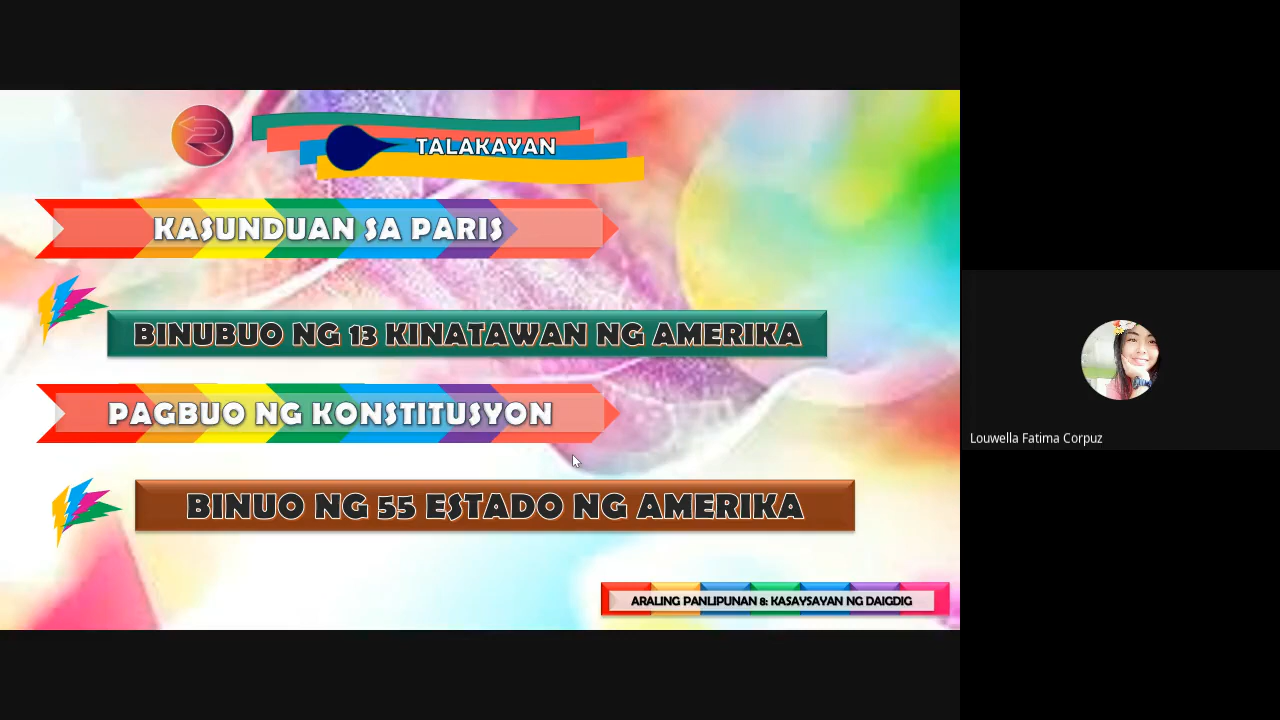 TALAKAYAN
KASUNDUAN SA PARIS
BINUBUO NG 13 KINATAWAN NG AMERIKA
PAGBUO NG KONSTITUSYON
Louwella Fatima Corpuz
BINUO NG 55 ESTADO NG AMERIKA
ARALING PANLIPUNAN 8: KASAYSAYAN NG DAIGDIG